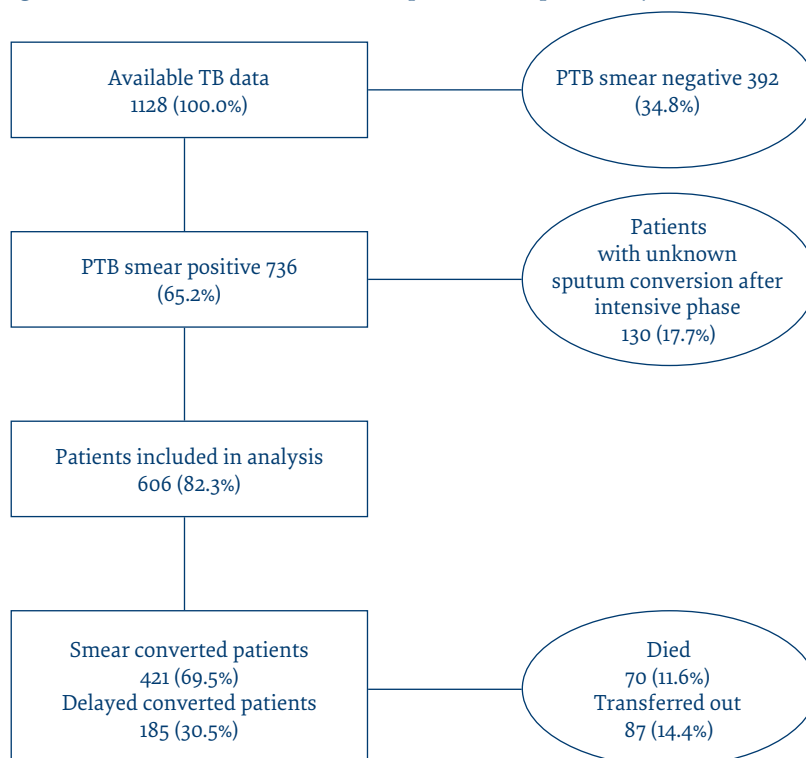 Available TB data
1128 (100.0%)
PTB smear negative 392
(34.8%)
PTB smear positive 736
(65.2%)
Patients
with unknown
sputum conversion after
intensive phase
130 (17.7%)
Patients included in analysis
606 (82.3%)
Smear converted patients
421 (69.5%)
Delayed converted patients
185 (30.5%)
Died
70 (11.6%)
Transferred out
87 (14.4%)